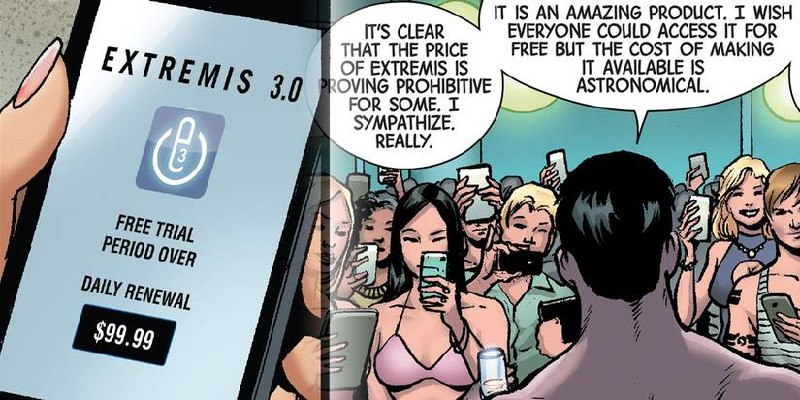 EXTREMIS 3.0
3
FREE TRIAL
PERIOD OVER
DAILY RENEWAL
$99.99
IT'S CLEAR
THAT THE PRICE
OF EXTREMIS IS
PROVING PROHIBITIVE
FOR SOME. I
SYMPATHIZE.
REALLY.
IT IS AN AMAZING PRODUCT. I WISH
EVERYONE COULD ACCESS IT FOR
FREE BUT THE COST OF MAKING
IT AVAILABLE IS
ASTRONOMICAL.